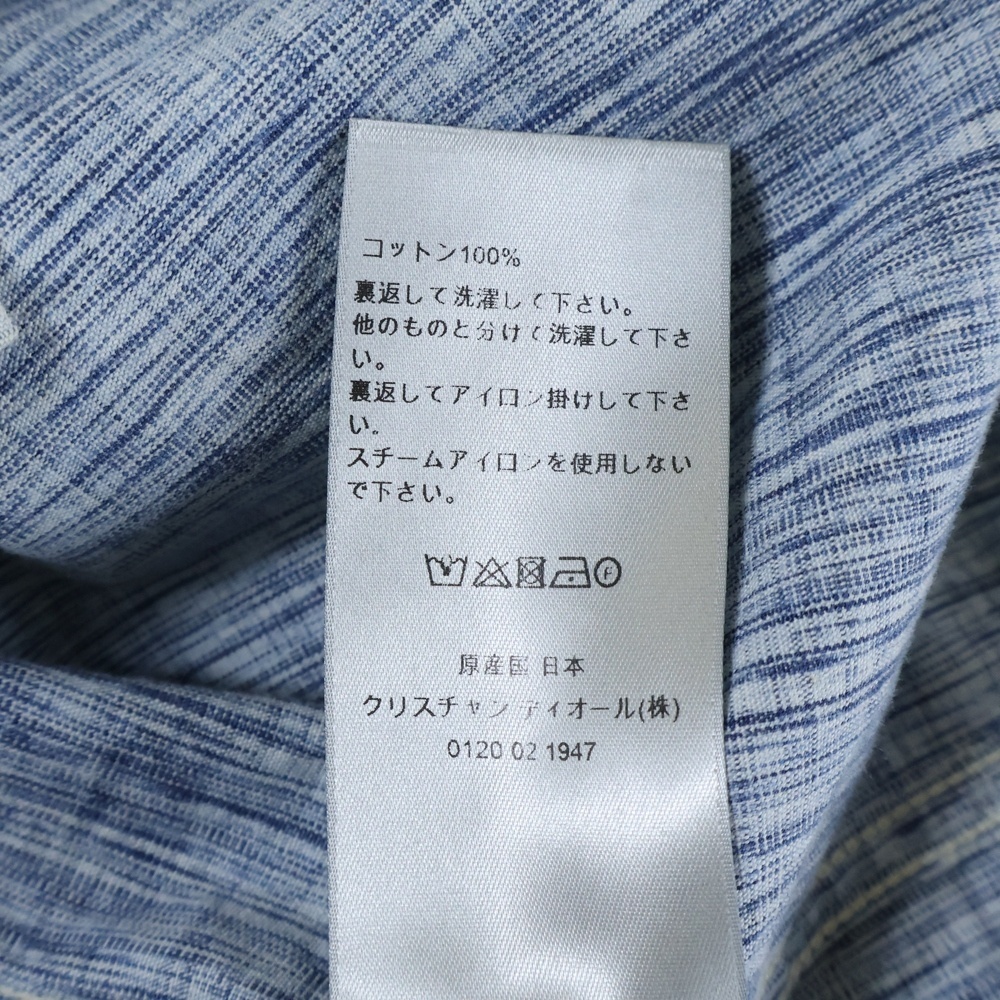 コットン100%
裏返して洗濯して下さい。
他のものと分けて洗濯して下さ
い。
裏返してアイロン掛けして下さ
い。
スチームアイロンを使用しない
で下さい。
原産国 日本
クリスチャン ディオール(株)
0120 02 1947